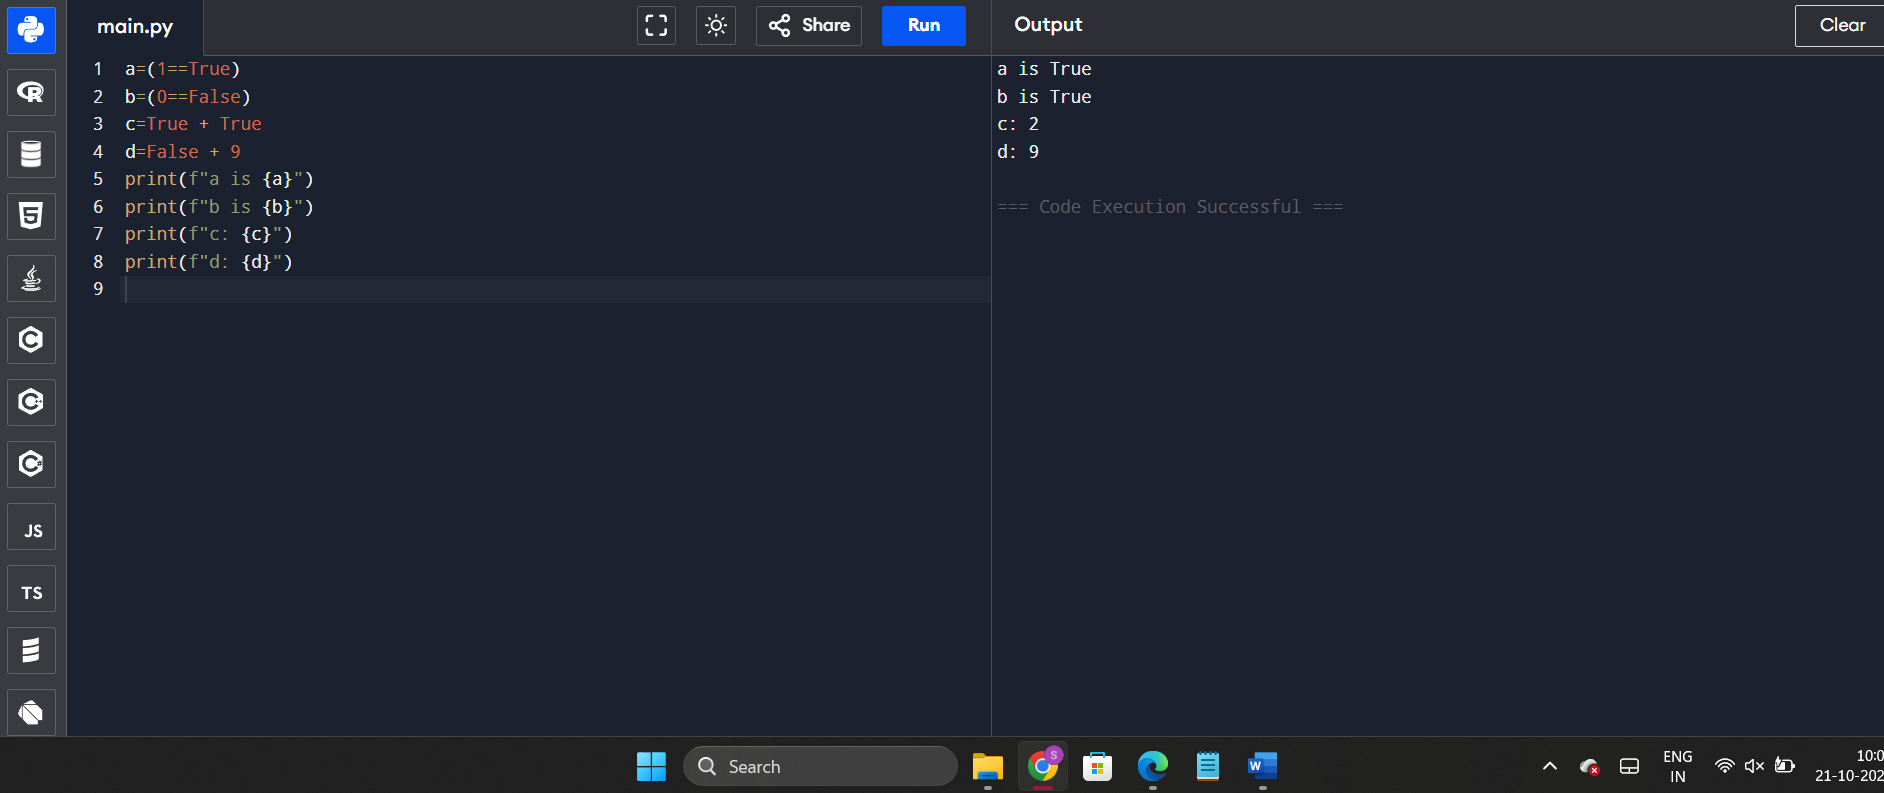 main.py
Share
Run
Output
Clear
1 a=(1==True)
2 b=(0==False)
3 c=True + True
4 d=False + 9
5 print(f"a is {a}")
6 print(f"b is {b}")
7 print(f"c: {c}")
8 print(f"d: {d}")
9
a is True
b is True
c: 2
d: 9
=== Code Execution Successful ===
R
5
C
C++
C#
JS
TS
Search
S
W
ENG
IN
10:0
21-10-202